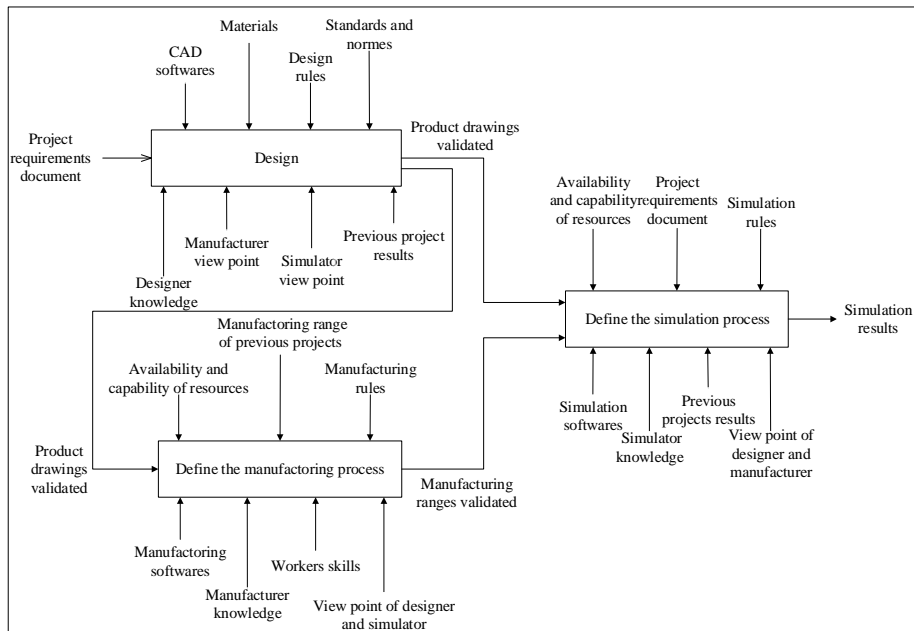 Materials
Standards and
normes
CAD
softwares
Design
rules
Product drawings
validated
Project
requirements
document
Design
Availability
and capability
of resources
Project
requirements
document
Simulation
rules
Manufacturer
view point
Simulator
view point
Previous project
results
Designer
knowledge
Define the simulation process
Simulation
results
Manufactoring range
of previous projects
Availability and
capability of resources
Manufacturing
rules
Simulation
softwares
Simulator
knowledge
Previous
projects results
View point of
designer and
manufacturer
Product
drawings
validated
Define the manufactoring process
Manufacturing
ranges validated
Manufactoring
softwares
Manufacturer
knowledge
Workers skills
View point of designer
and simulator